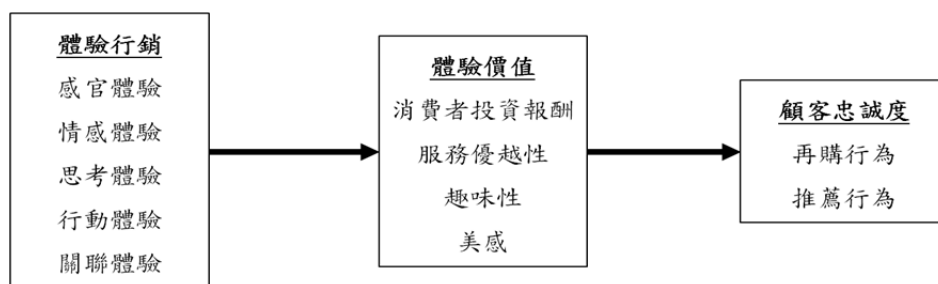 體驗行銷
感官體驗
情感體驗
思考體驗
行動體驗
關聯體驗
體驗價值
消費者投資報酬
服務優越性
趣味性
美感
顧客忠誠度
再購行為
推薦行為